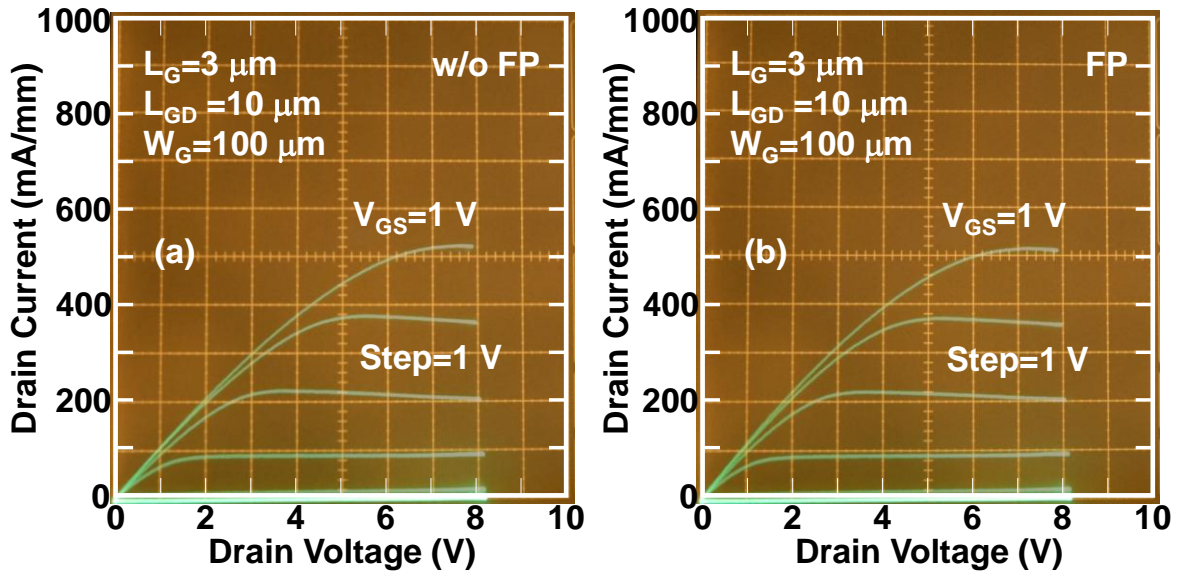 1000
800
600
400
200
0
Drain Current (mA/mm)
L_G=3 μm
L_GD =10 μm
W_G=100 μm
w/o FP
V_GS=1 V
(a)
Step=1 V
0 2 4 6 8 10
Drain Voltage (V)
1000
800
600
400
200
0
Drain Current (mA/mm)
L_G=3 μm
L_GD =10 μm
W_G=100 μm
FP
V_GS=1 V
(b)
Step=1 V
0 2 4 6 8 10
Drain Voltage (V)